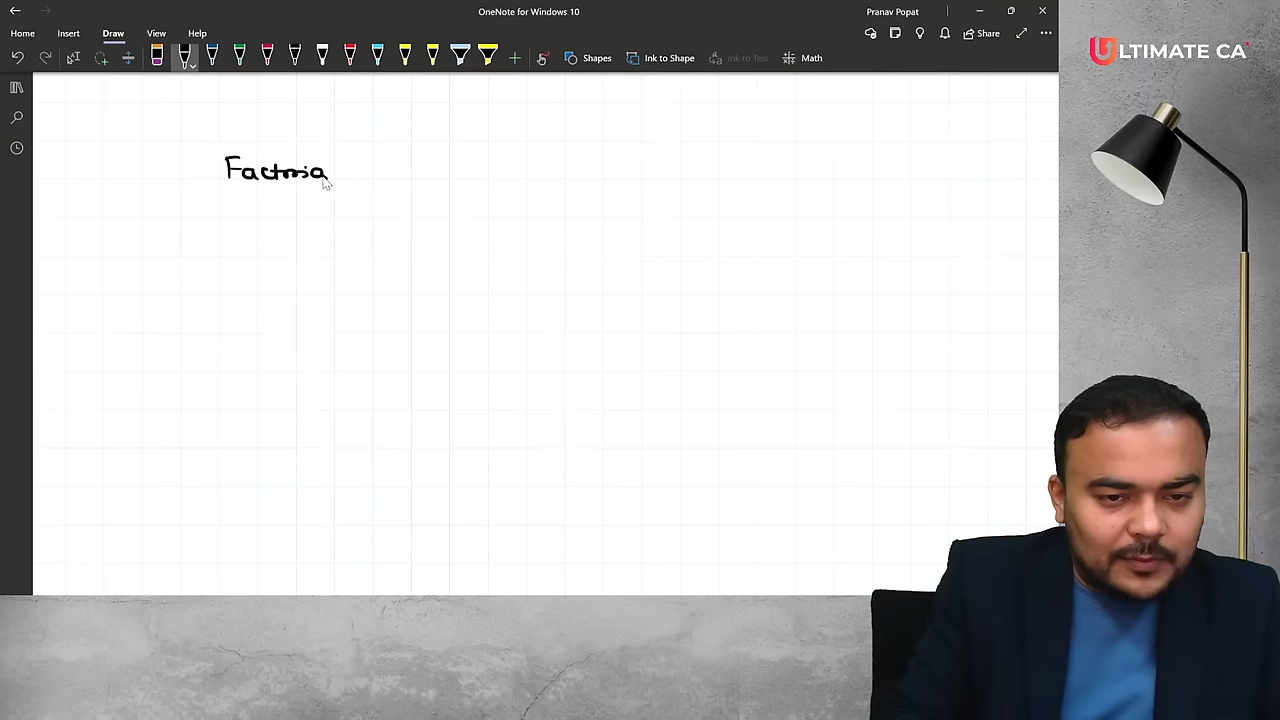 OneNote for Windows 10
Pranav Popat
Home Insert Draw View Help
Share
Shapes Ink to Shape Ink to Text Math
ULTIMATE CA
Factoria